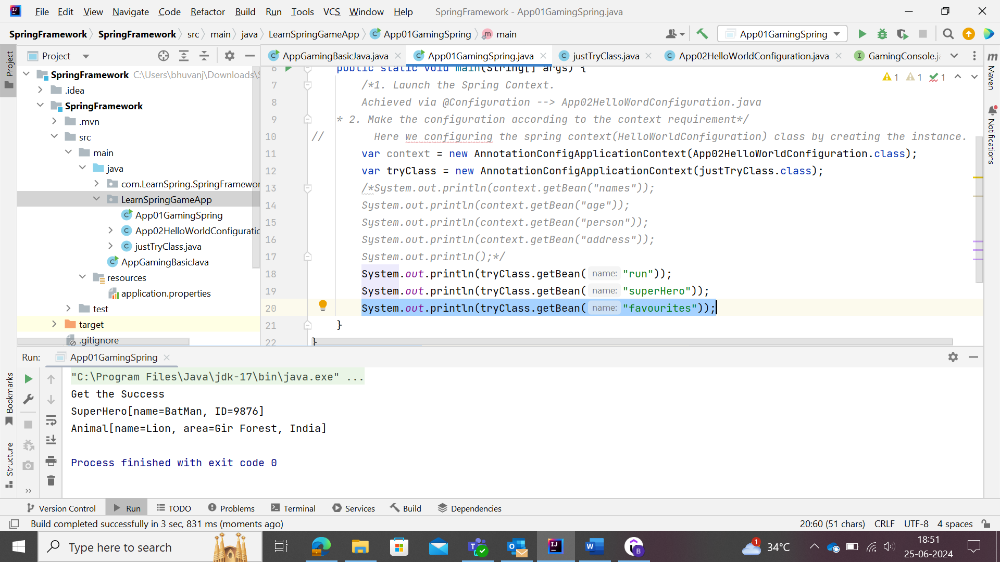 File Edit View Navigate Code Refactor Build Run Tools VCS Window Help SpringFramework - App01GamingSpring.java
SpringFramework SpringFramework src main java LearnSpringGameApp App01GamingSpring main App01GamingSpring
Project AppGamingBasicJava.java App01GamingSpring.java justTryClass.java App02HelloWorldConfiguration.java GamingConsole.ja
Project
Maven
Notifications
Bookmarks
Structure
SpringFramework C:\Users\bhuvanj\Downloads\S
.idea
SpringFramework
.mvn
src
main
java
com.LearnSpring.SpringFramewor
LearnSpringGameApp
App01GamingSpring
App02HelloWorldConfiguratio
justTryClass.java
AppGamingBasicJava
resources
application.properties
test
target
.gitignore
1 1 1
6 public static void main(String[] args) {
7 /*1. Launch the Spring Context.
8 Achieved via @Configuration --> App02HelloWordConfiguration.java
9 * 2. Make the configuration according to the context requirement*/
10 // Here we configuring the spring context(HelloWorldConfiguration) class by creating the instance.
11 var context = new AnnotationConfigApplicationContext(App02HelloWorldConfiguration.class);
12 var tryClass = new AnnotationConfigApplicationContext(justTryClass.class);
13 /*System.out.println(context.getBean("names"));
14 System.out.println(context.getBean("age"));
15 System.out.println(context.getBean("person"));
16 System.out.println(context.getBean("address"));
17 System.out.println();*/
18 System.out.println(tryClass.getBean( name: "run"));
19 System.out.println(tryClass.getBean( name: "superHero"));
20 System.out.println(tryClass.getBean( name: "favourites"));
21 }
22 }
Run: App01GamingSpring
"C:\Program Files\Java\jdk-17\bin\java.exe" ...
Get the Success
SuperHero[name=BatMan, ID=9876]
Animal[name=Lion, area=Gir Forest, India]
Process finished with exit code 0
Version Control Run TODO Problems Terminal Services Build Dependencies
Build completed successfully in 3 sec, 831 ms (moments ago) 20:60 (51 chars) CRLF UTF-8 4 spaces
Type here to search 1 34°C 18:51
25-06-2024